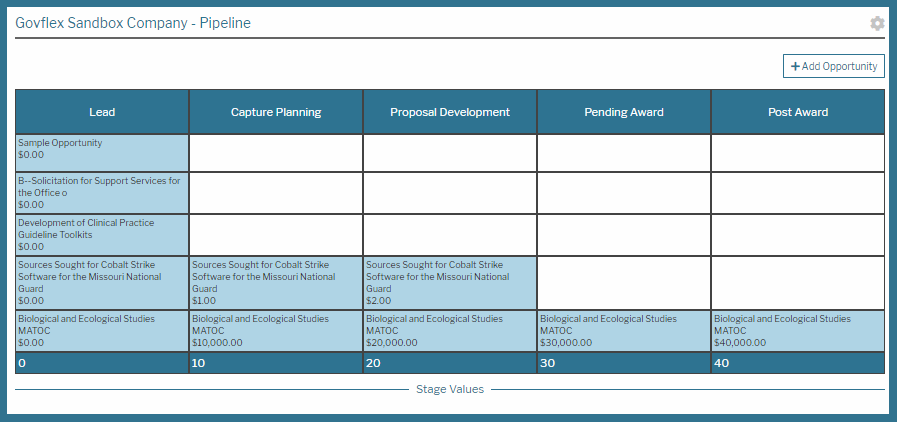 Govflex Sandbox Company - Pipeline
Add Opportunity
Lead
Capture Planning
Proposal Development
Pending Award
Post Award
Sample Opportunity
$0.00
B--Solicitation for Support Services for
the Office o
$0.00
Development of Clinical Practice
Guideline Toolkits
$0.00
Sources Sought for Cobalt Strike
Software for the Missouri National
Guard
$0.00
Sources Sought for Cobalt Strike
Software for the Missouri National
Guard
$1.00
Sources Sought for Cobalt Strike
Software for the Missouri National
Guard
$2.00
Biological and Ecological Studies
MATOC
$0.00
Biological and Ecological Studies
MATOC
$10,000.00
Biological and Ecological Studies
MATOC
$20,000.00
Biological and Ecological Studies
MATOC
$30,000.00
Biological and Ecological Studies
MATOC
$40,000.00
0
10
20
30
40
Stage Values